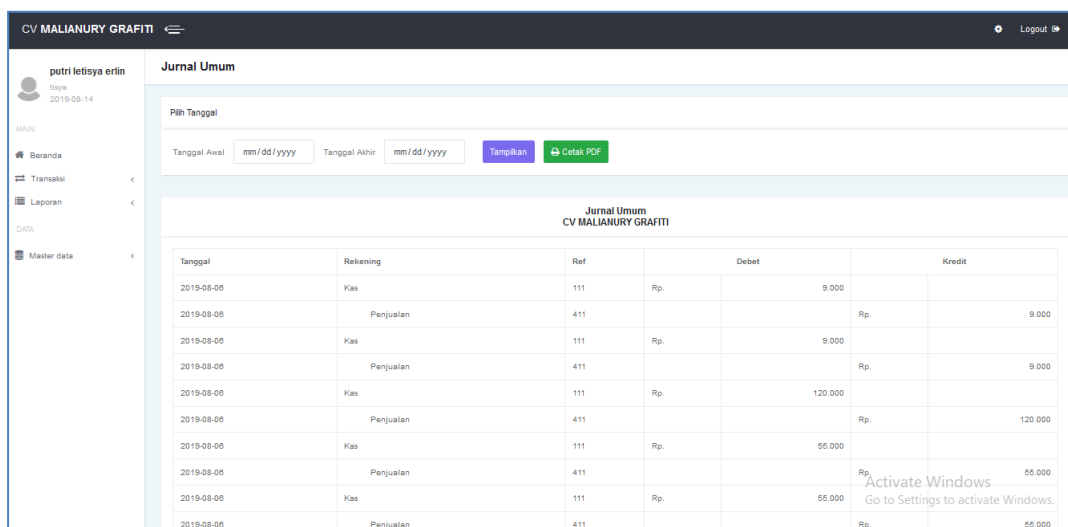 CV MALIANURY GRAFITI
Logout
putri letisya erlin
tisya
2019-08-14
MAIN
Beranda
Transaksi
Laporan
DATA
Master data
Jurnal Umum
Pilih Tanggal
Tanggal Awal mm/dd/yyyy Tanggal Akhir mm/dd/yyyy Tampilkan Cetak PDF
Jurnal Umum
CV MALIANURY GRAFITI
Tanggal Rekening Ref Debet Kredit
2019-08-06 Kas 111 Rp. 9.000
2019-08-06 Penjualan 411 Rp. 9.000
2019-08-06 Kas 111 Rp. 9.000
2019-08-06 Penjualan 411 Rp. 9.000
2019-08-06 Kas 111 Rp. 120.000
2019-08-06 Penjualan 411 Rp. 120.000
2019-08-06 Kas 111 Rp. 55.000
2019-08-06 Penjualan 411 Rp. 55.000
2019-08-06 Kas 111 Rp. 55.000
2019-08-06 Penjualan 411 Rp. 55.000
Activate Windows
Go to Settings to activate Windows.